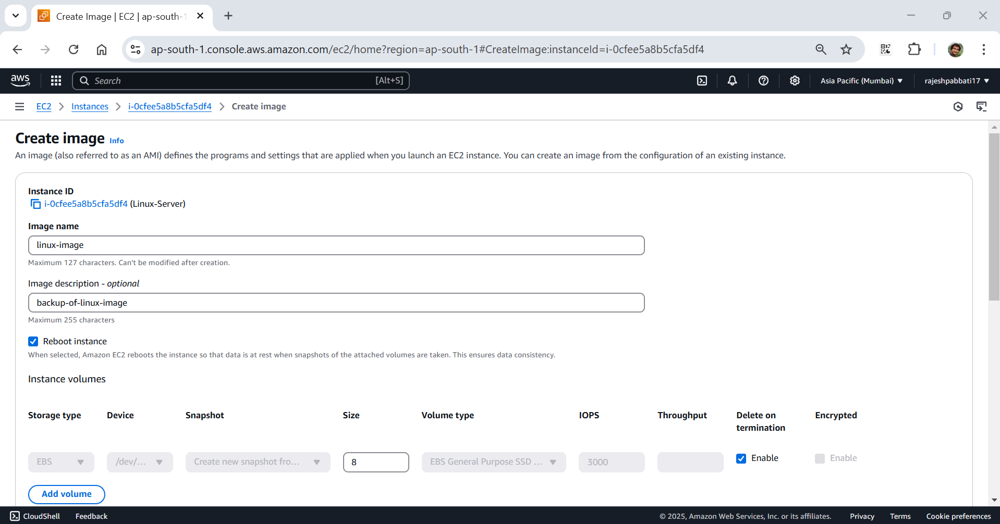 Create Image | EC2 | ap-south-1
ap-south-1.console.aws.amazon.com/ec2/home?region=ap-south-1#CreateImage:instanceId=i-0cfee5a8b5cfa5df4
aws Search [Alt+S] Asia Pacific (Mumbai) rajeshpabbati17
EC2 Instances i-0cfee5a8b5cfa5df4 Create image
Create image Info
An image (also referred to as an AMI) defines the programs and settings that are applied when you launch an EC2 instance. You can create an image from the configuration of an existing instance.
Instance ID
i-0cfee5a8b5cfa5df4 (Linux-Server)
Image name
linux-image
Maximum 127 characters. Can't be modified after creation.
Image description - optional
backup-of-linux-image
Maximum 255 characters
Reboot instance
When selected, Amazon EC2 reboots the instance so that data is at rest when snapshots of the attached volumes are taken. This ensures data consistency.
Instance volumes
Storage type Device Snapshot Size Volume type IOPS Throughput Delete on termination Encrypted
EBS /dev/... Create new snapshot fro... 8 EBS General Purpose SSD ... 3000 Enable Enable
Add volume
CloudShell Feedback © 2025, Amazon Web Services, Inc. or its affiliates. Privacy Terms Cookie preferences